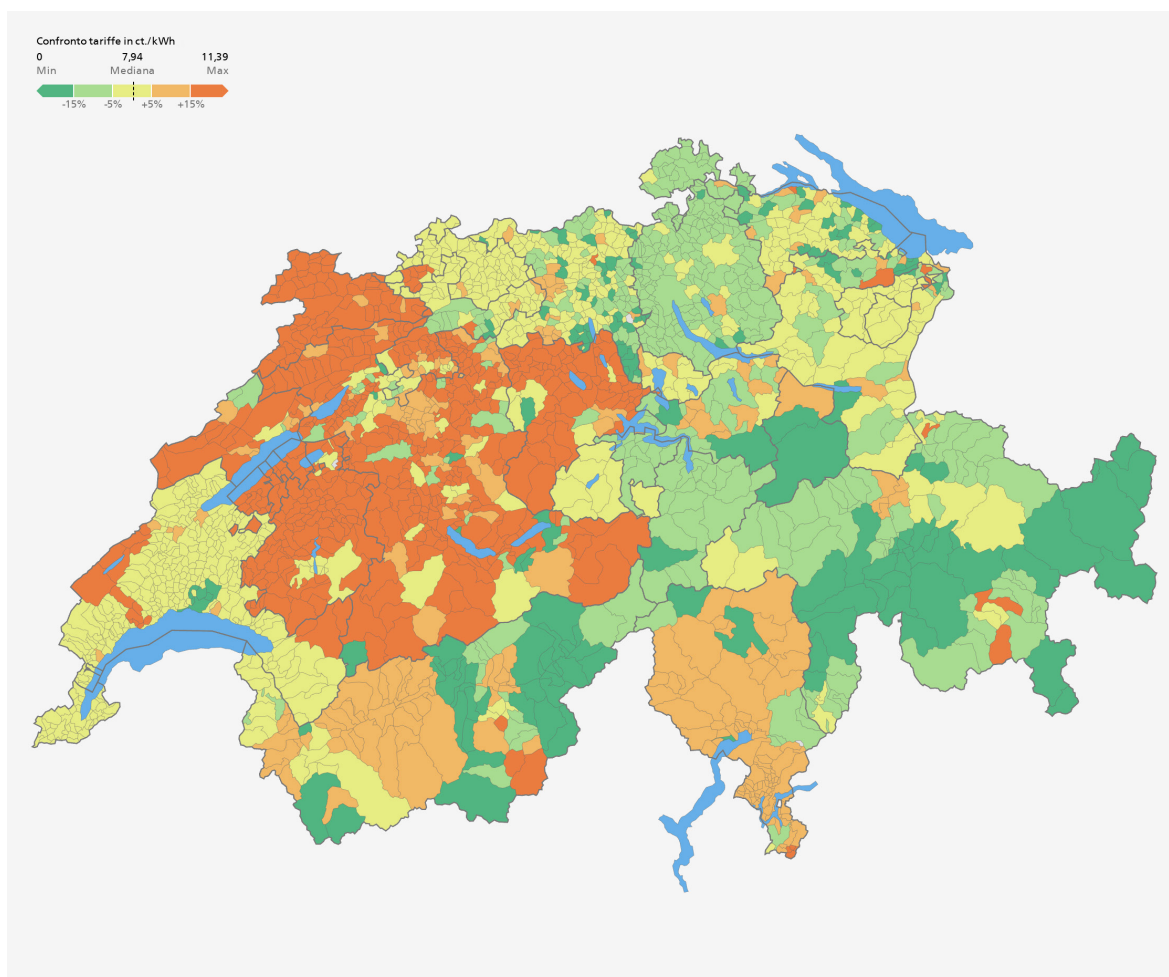 Confronto tariffe in ct./kWh
0 7,94 11,39
Min Mediana Max
-15% -5% +5% +15%